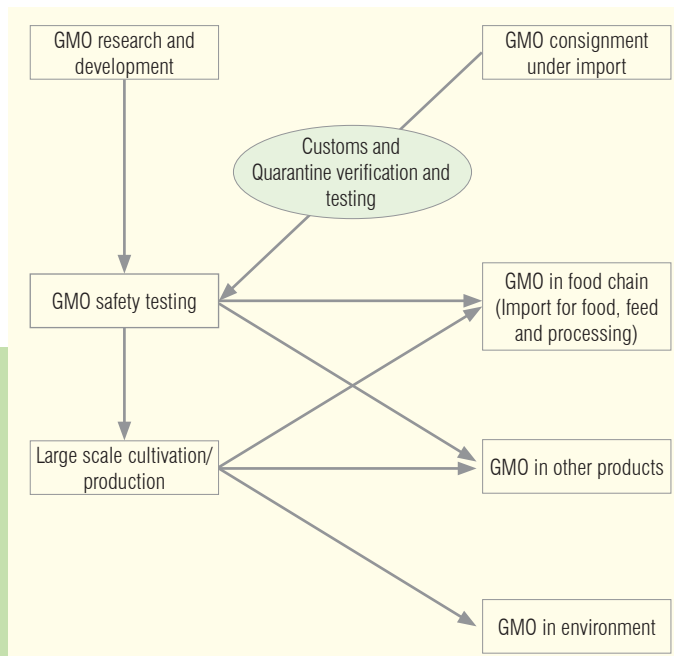 GMO research and
development
GMO consignment
under import
Customs and
Quarantine verification and
testing
GMO safety testing
GMO in food chain
(Import for food, feed
and processing)
Large scale cultivation/
production
GMO in other products
GMO in environment